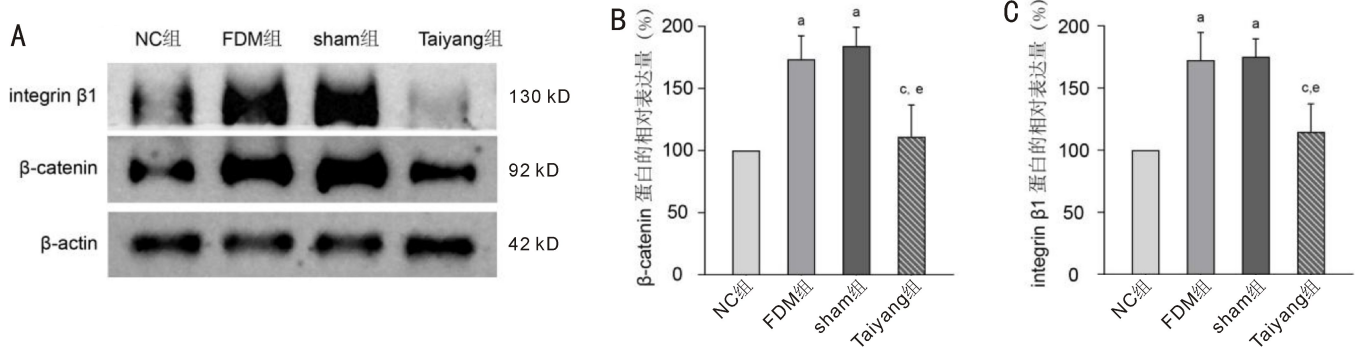 A
NC组 FDM组 sham组 Taiyang组
integrin β1 130 kD
β-catenin 92 kD
β-actin 42 kD
B
β-catenin 蛋白的相对表达量 (%)
200
150
100
50
0
a
a
c, e
NC组
FDM组
sham组
Taiyang组
C
integrin β1 蛋白的相对表达量 (%)
200
150
100
50
0
a
a
c,e
NC组
FDM组
sham组
Taiyang组